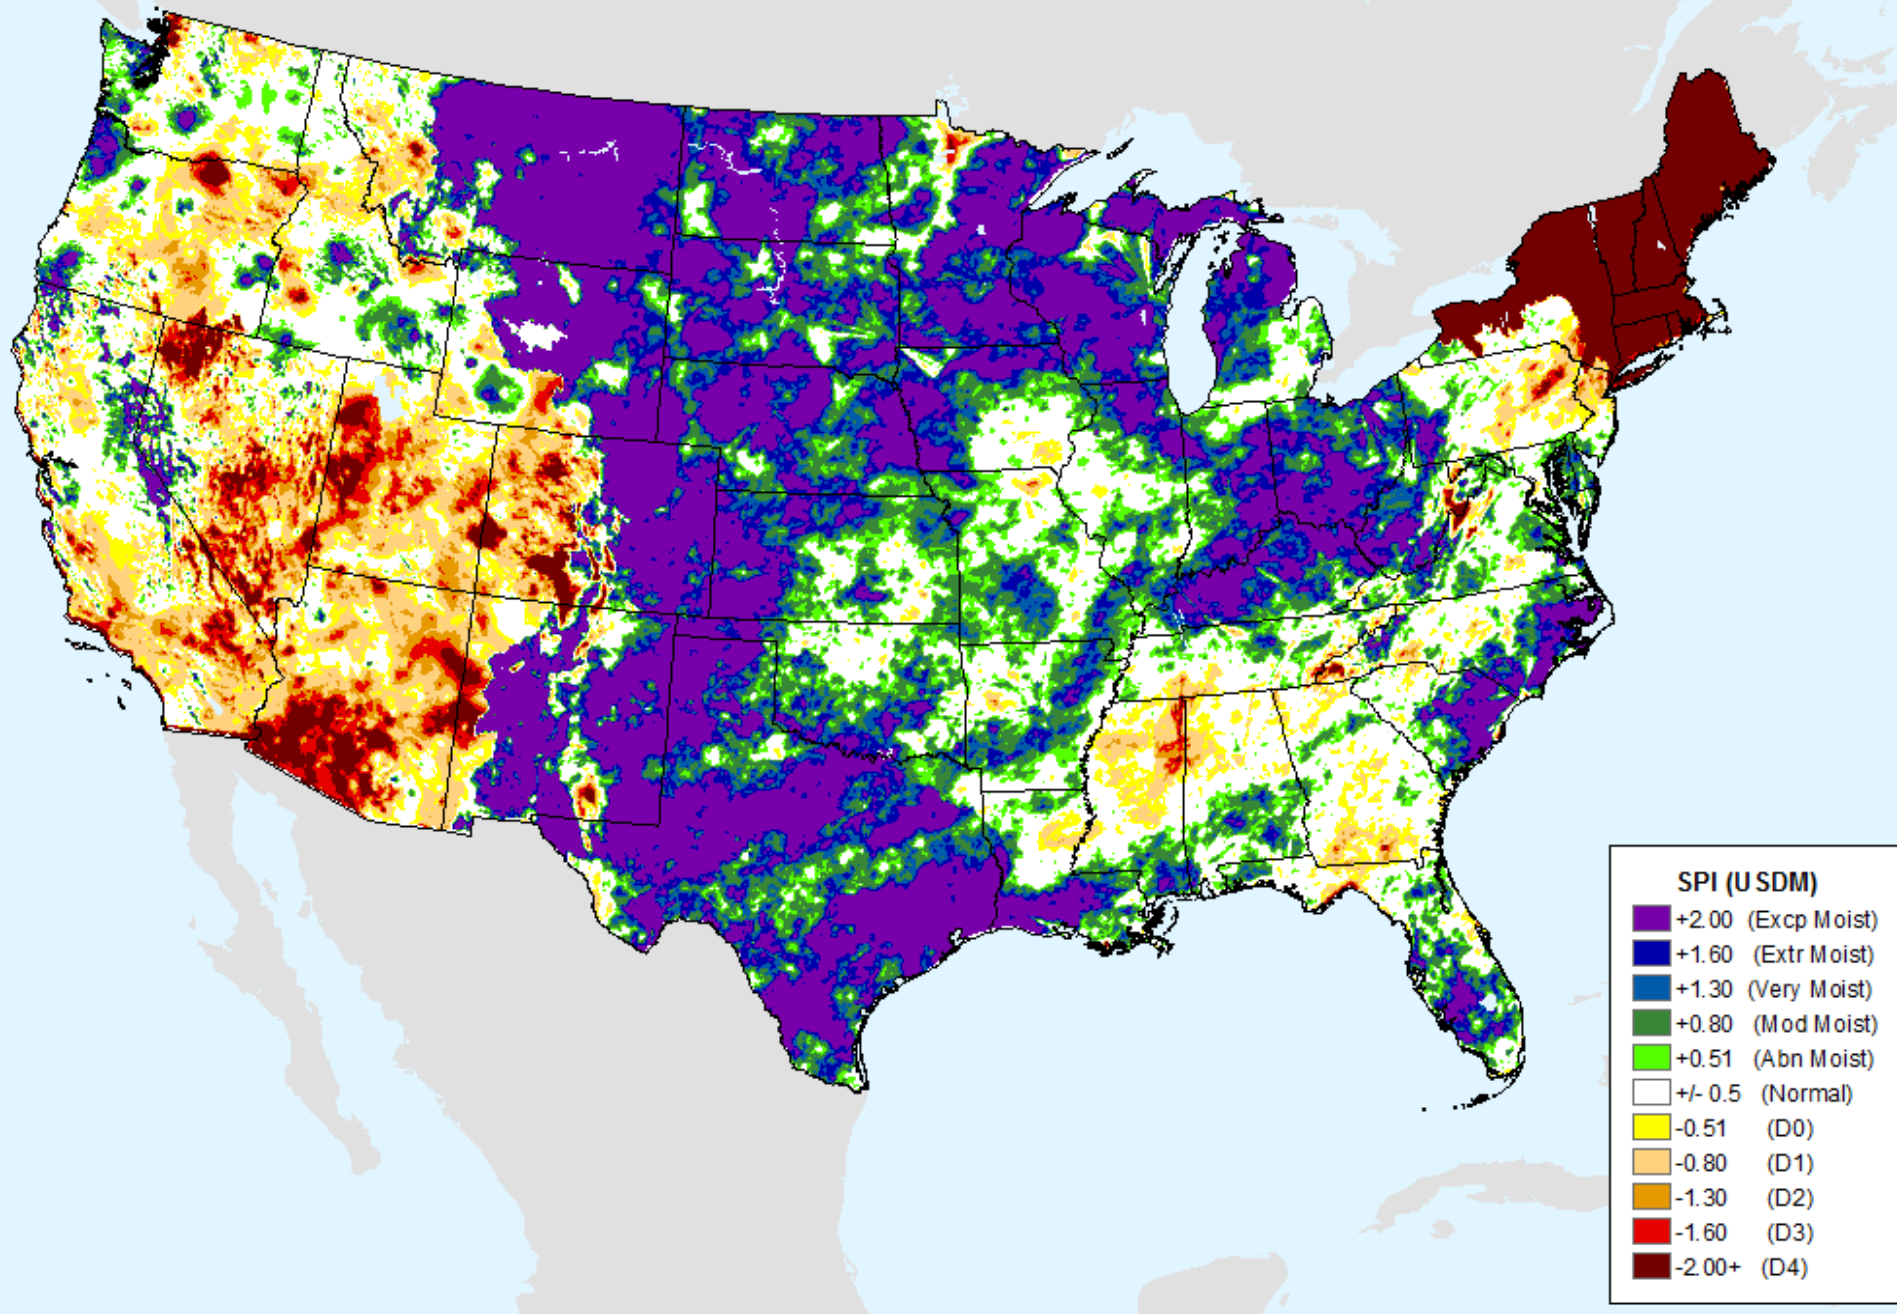 SPI (USDM)
+2.00 (Excp Moist)
+1.60 (Extr Moist)
+1.30 (Very Moist)
+0.80 (Mod Moist)
+0.51 (Abn Moist)
+/- 0.5 (Normal)
-0.51 (D0)
-0.80 (D1)
-1.30 (D2)
-1.60 (D3)
-2.00+ (D4)